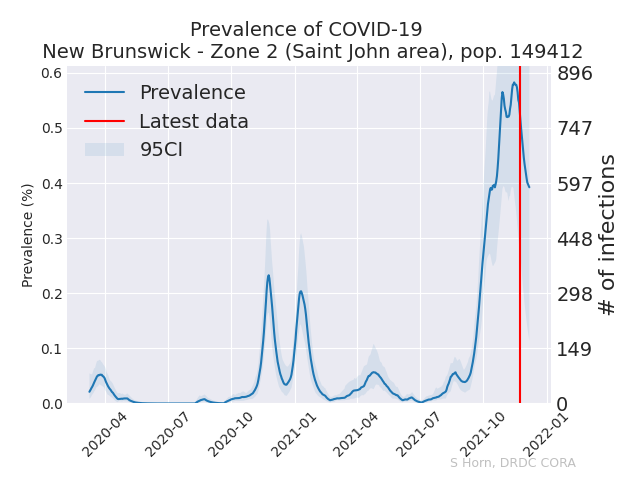 Prevalence of COVID-19
New Brunswick - Zone 2 (Saint John area), pop. 149412
Prevalence
Latest data
95CI
Prevalence (%)
0.6
0.5
0.4
0.3
0.2
0.1
0.0
896
747
597
448
298
149
0
# of infections
2020-04
2020-07
2020-10
2021-01
2021-04
2021-07
2021-10
2022-01
S Horn, DRDC CORA